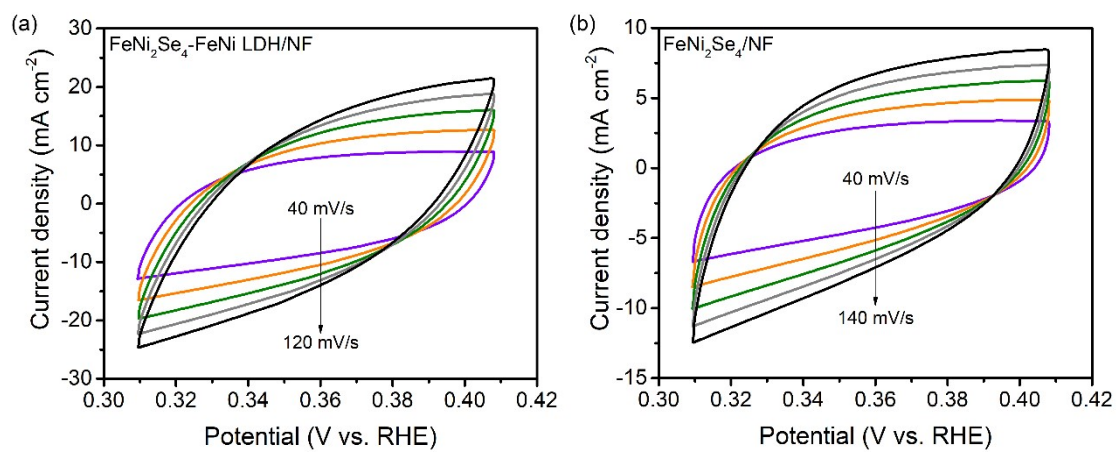 (a)
FeNi₂Se₄-FeNi LDH/NF
Current density (mA cm⁻²)
30
20
10
0
-10
-20
-30
40 mV/s
120 mV/s
0.30 0.32 0.34 0.36 0.38 0.40 0.42
Potential (V vs. RHE)
(b)
FeNi₂Se₄/NF
Current density (mA cm⁻²)
10
5
0
-5
-10
-15
40 mV/s
140 mV/s
0.30 0.32 0.34 0.36 0.38 0.40 0.42
Potential (V vs. RHE)